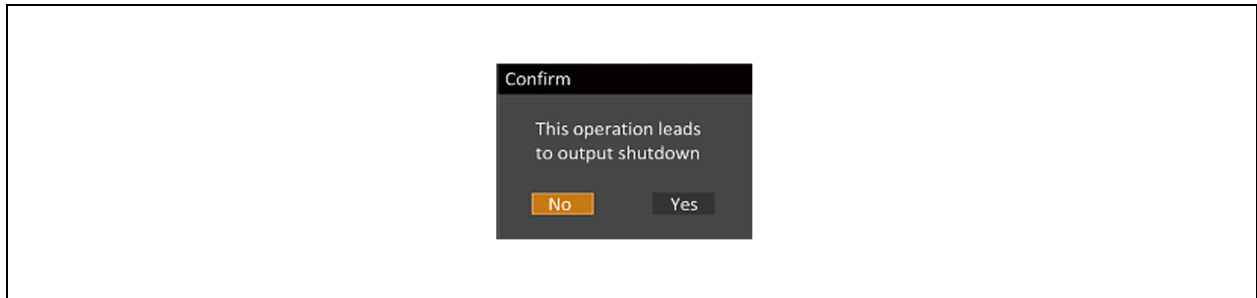 Confirm
This operation leads
to output shutdown
No Yes